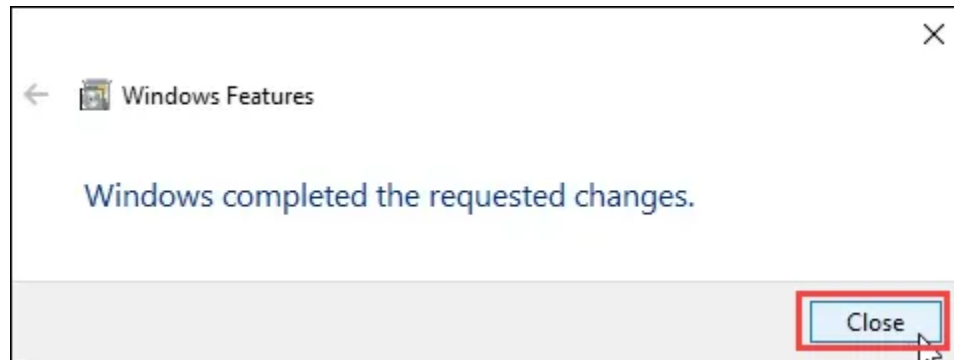 Windows Features
Windows completed the requested changes.
Close